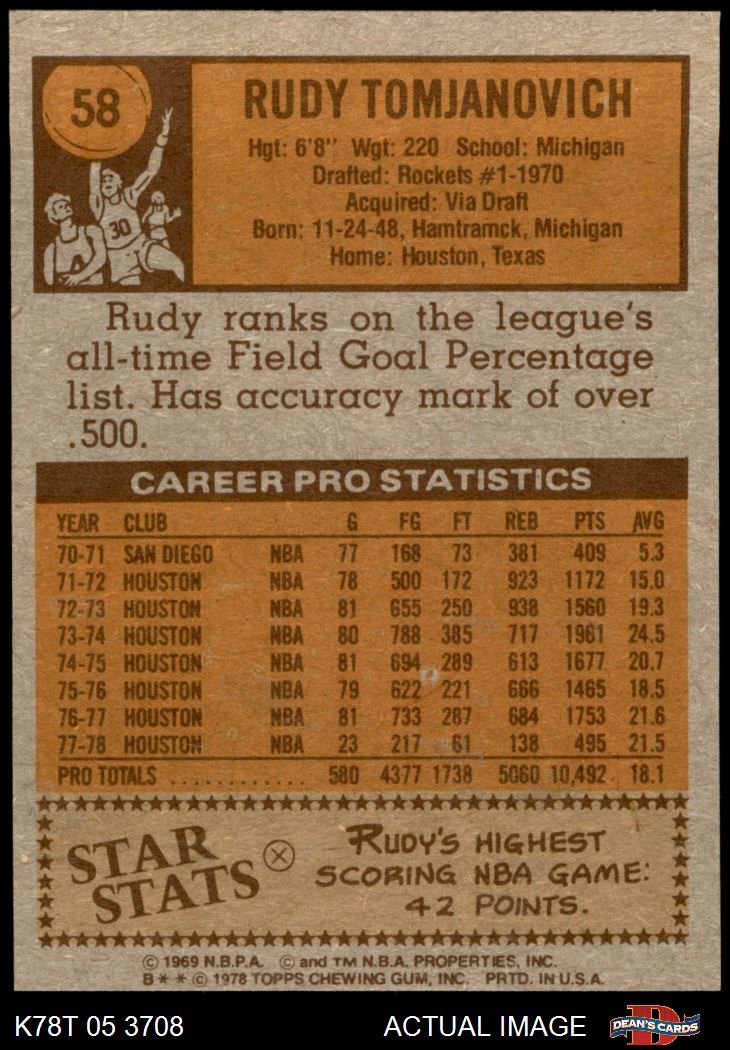 58
RUDY TOMJANOVICH
Hgt: 6'8" Wgt: 220 School: Michigan
Drafted: Rockets #1-1970
Acquired: Via Draft
Born: 11-24-48, Hamtramck, Michigan
Home: Houston, Texas
30
Rudy ranks on the league's
all-time Field Goal Percentage
list. Has accuracy mark of over
.500.
CAREER PRO STATISTICS
YEAR CLUB G FG FT REB PTS AVG
70-71 SAN DIEGO NBA 77 168 73 381 409 5.3
71-72 HOUSTON NBA 78 500 172 923 1172 15.0
72-73 HOUSTON NBA 81 655 250 938 1560 19.3
73-74 HOUSTON NBA 80 788 385 717 1961 24.5
74-75 HOUSTON NBA 81 694 289 613 1677 20.7
75-76 HOUSTON NBA 79 622 221 666 1465 18.5
76-77 HOUSTON NBA 81 733 287 684 1753 21.6
77-78 HOUSTON NBA 23 217 61 138 495 21.5
PRO TOTALS ............ 580 4377 1738 5060 10,492 18.1
STAR
STATS
RUDY'S HIGHEST
SCORING NBA GAME:
42 POINTS.
© 1969 N.B.P.A. © and TM N.B.A. PROPERTIES, INC.
B * * © 1978 TOPPS CHEWING GUM, INC. PRTD. IN U.S.A.
K78T 05 3708 ACTUAL IMAGE
D
DEAN'S CARDS